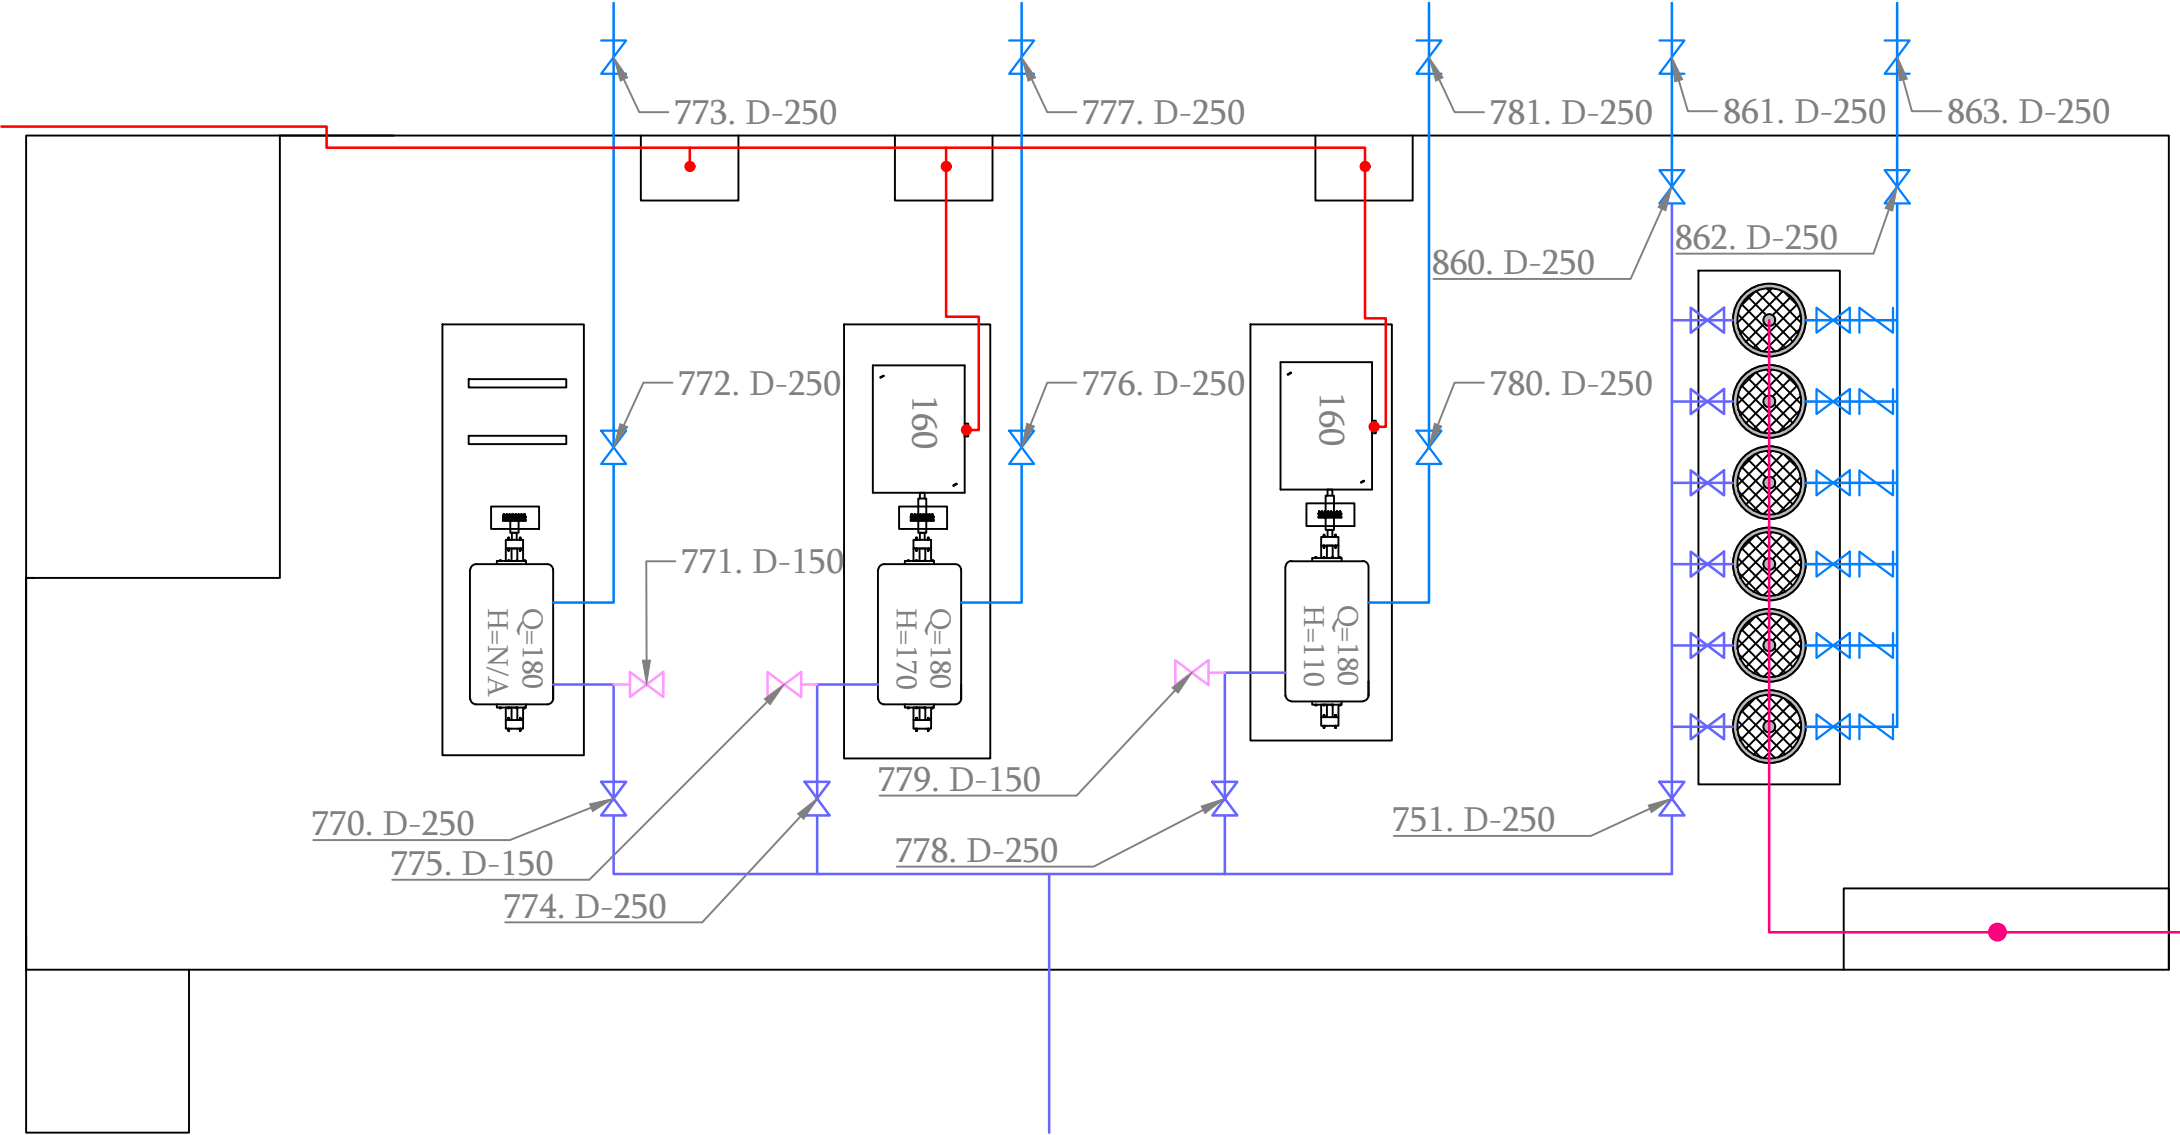 773. D-250
777. D-250
781. D-250
861. D-250
863. D-250
862. D-250
860. D-250
772. D-250
776. D-250
780. D-250
160
160
771. D-150
Q=180
H=N/A
Q=180
H=170
Q=180
H=110
779. D-150
770. D-250
751. D-250
775. D-150
778. D-250
774. D-250